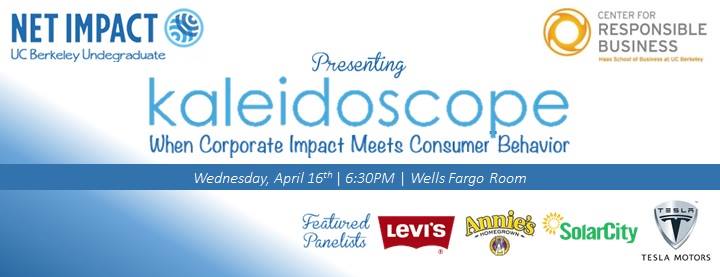 NET IMPACT
UC Berkeley Undegraduate
CENTER FOR
RESPONSIBLE
BUSINESS
Haas School of Business at UC Berkeley
Presenting
kaleidoscope
When Corporate Impact Meets Consumer Behavior
Wednesday, April 16th | 6:30PM | Wells Fargo Room
Featured
Panelists
LEVI'S
Annie's
HOMEGROWN
SolarCity
TESLA
TESLA MOTORS